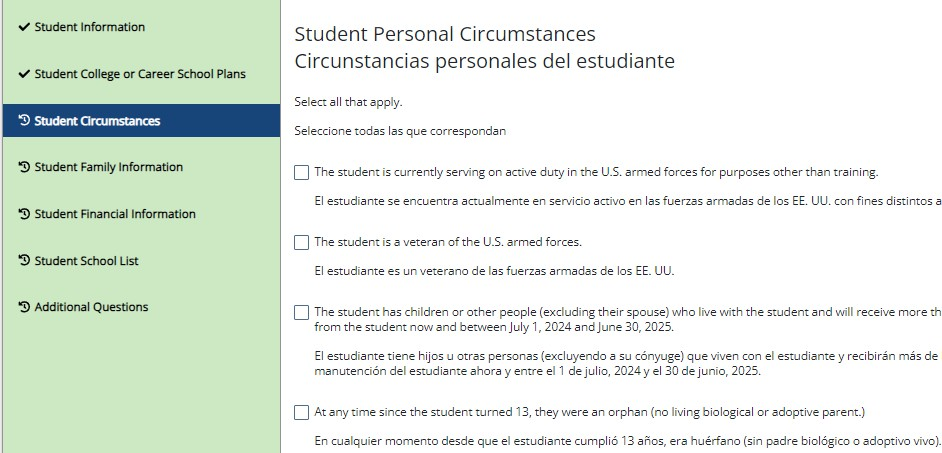 Student Information
Student College or Career School Plans
Student Circumstances
Student Family Information
Student Financial Information
Student School List
Additional Questions
Student Personal Circumstances
Circunstancias personales del estudiante
Select all that apply.
Seleccione todas las que correspondan
The student is currently serving on active duty in the U.S. armed forces for purposes other than training.
El estudiante se encuentra actualmente en servicio activo en las fuerzas armadas de los EE. UU. con fines distintos a
The student is a veteran of the U.S. armed forces.
El estudiante es un veterano de las fuerzas armadas de los EE. UU.
The student has children or other people (excluding their spouse) who live with the student and will receive more th
from the student now and between July 1, 2024 and June 30, 2025.
El estudiante tiene hijos u otras personas (excluyendo a su cónyuge) que viven con el estudiante y recibirán más de
manutención del estudiante ahora y entre el 1 de julio, 2024 y el 30 de junio, 2025.
At any time since the student turned 13, they were an orphan (no living biological or adoptive parent.)
En cualquier momento desde que el estudiante cumplió 13 años, era huérfano (sin padre biológico o adoptivo vivo).